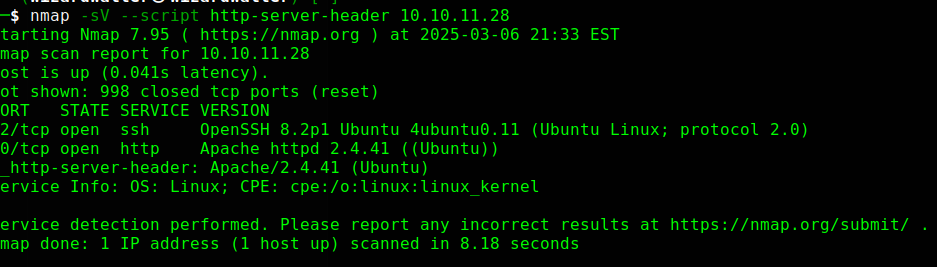 $ nmap -sV --script http-server-header 10.10.11.28
tarting Nmap 7.95 ( https://nmap.org ) at 2025-03-06 21:33 EST
map scan report for 10.10.11.28
ost is up (0.041s latency).
ot shown: 998 closed tcp ports (reset)
ORT   STATE SERVICE VERSION
2/tcp open  ssh     OpenSSH 8.2p1 Ubuntu 4ubuntu0.11 (Ubuntu Linux; protocol 2.0)
0/tcp open  http    Apache httpd 2.4.41 ((Ubuntu))
_http-server-header: Apache/2.4.41 (Ubuntu)
ervice Info: OS: Linux; CPE: cpe:/o:linux:linux_kernel

ervice detection performed. Please report any incorrect results at https://nmap.org/submit/ .
map done: 1 IP address (1 host up) scanned in 8.18 seconds